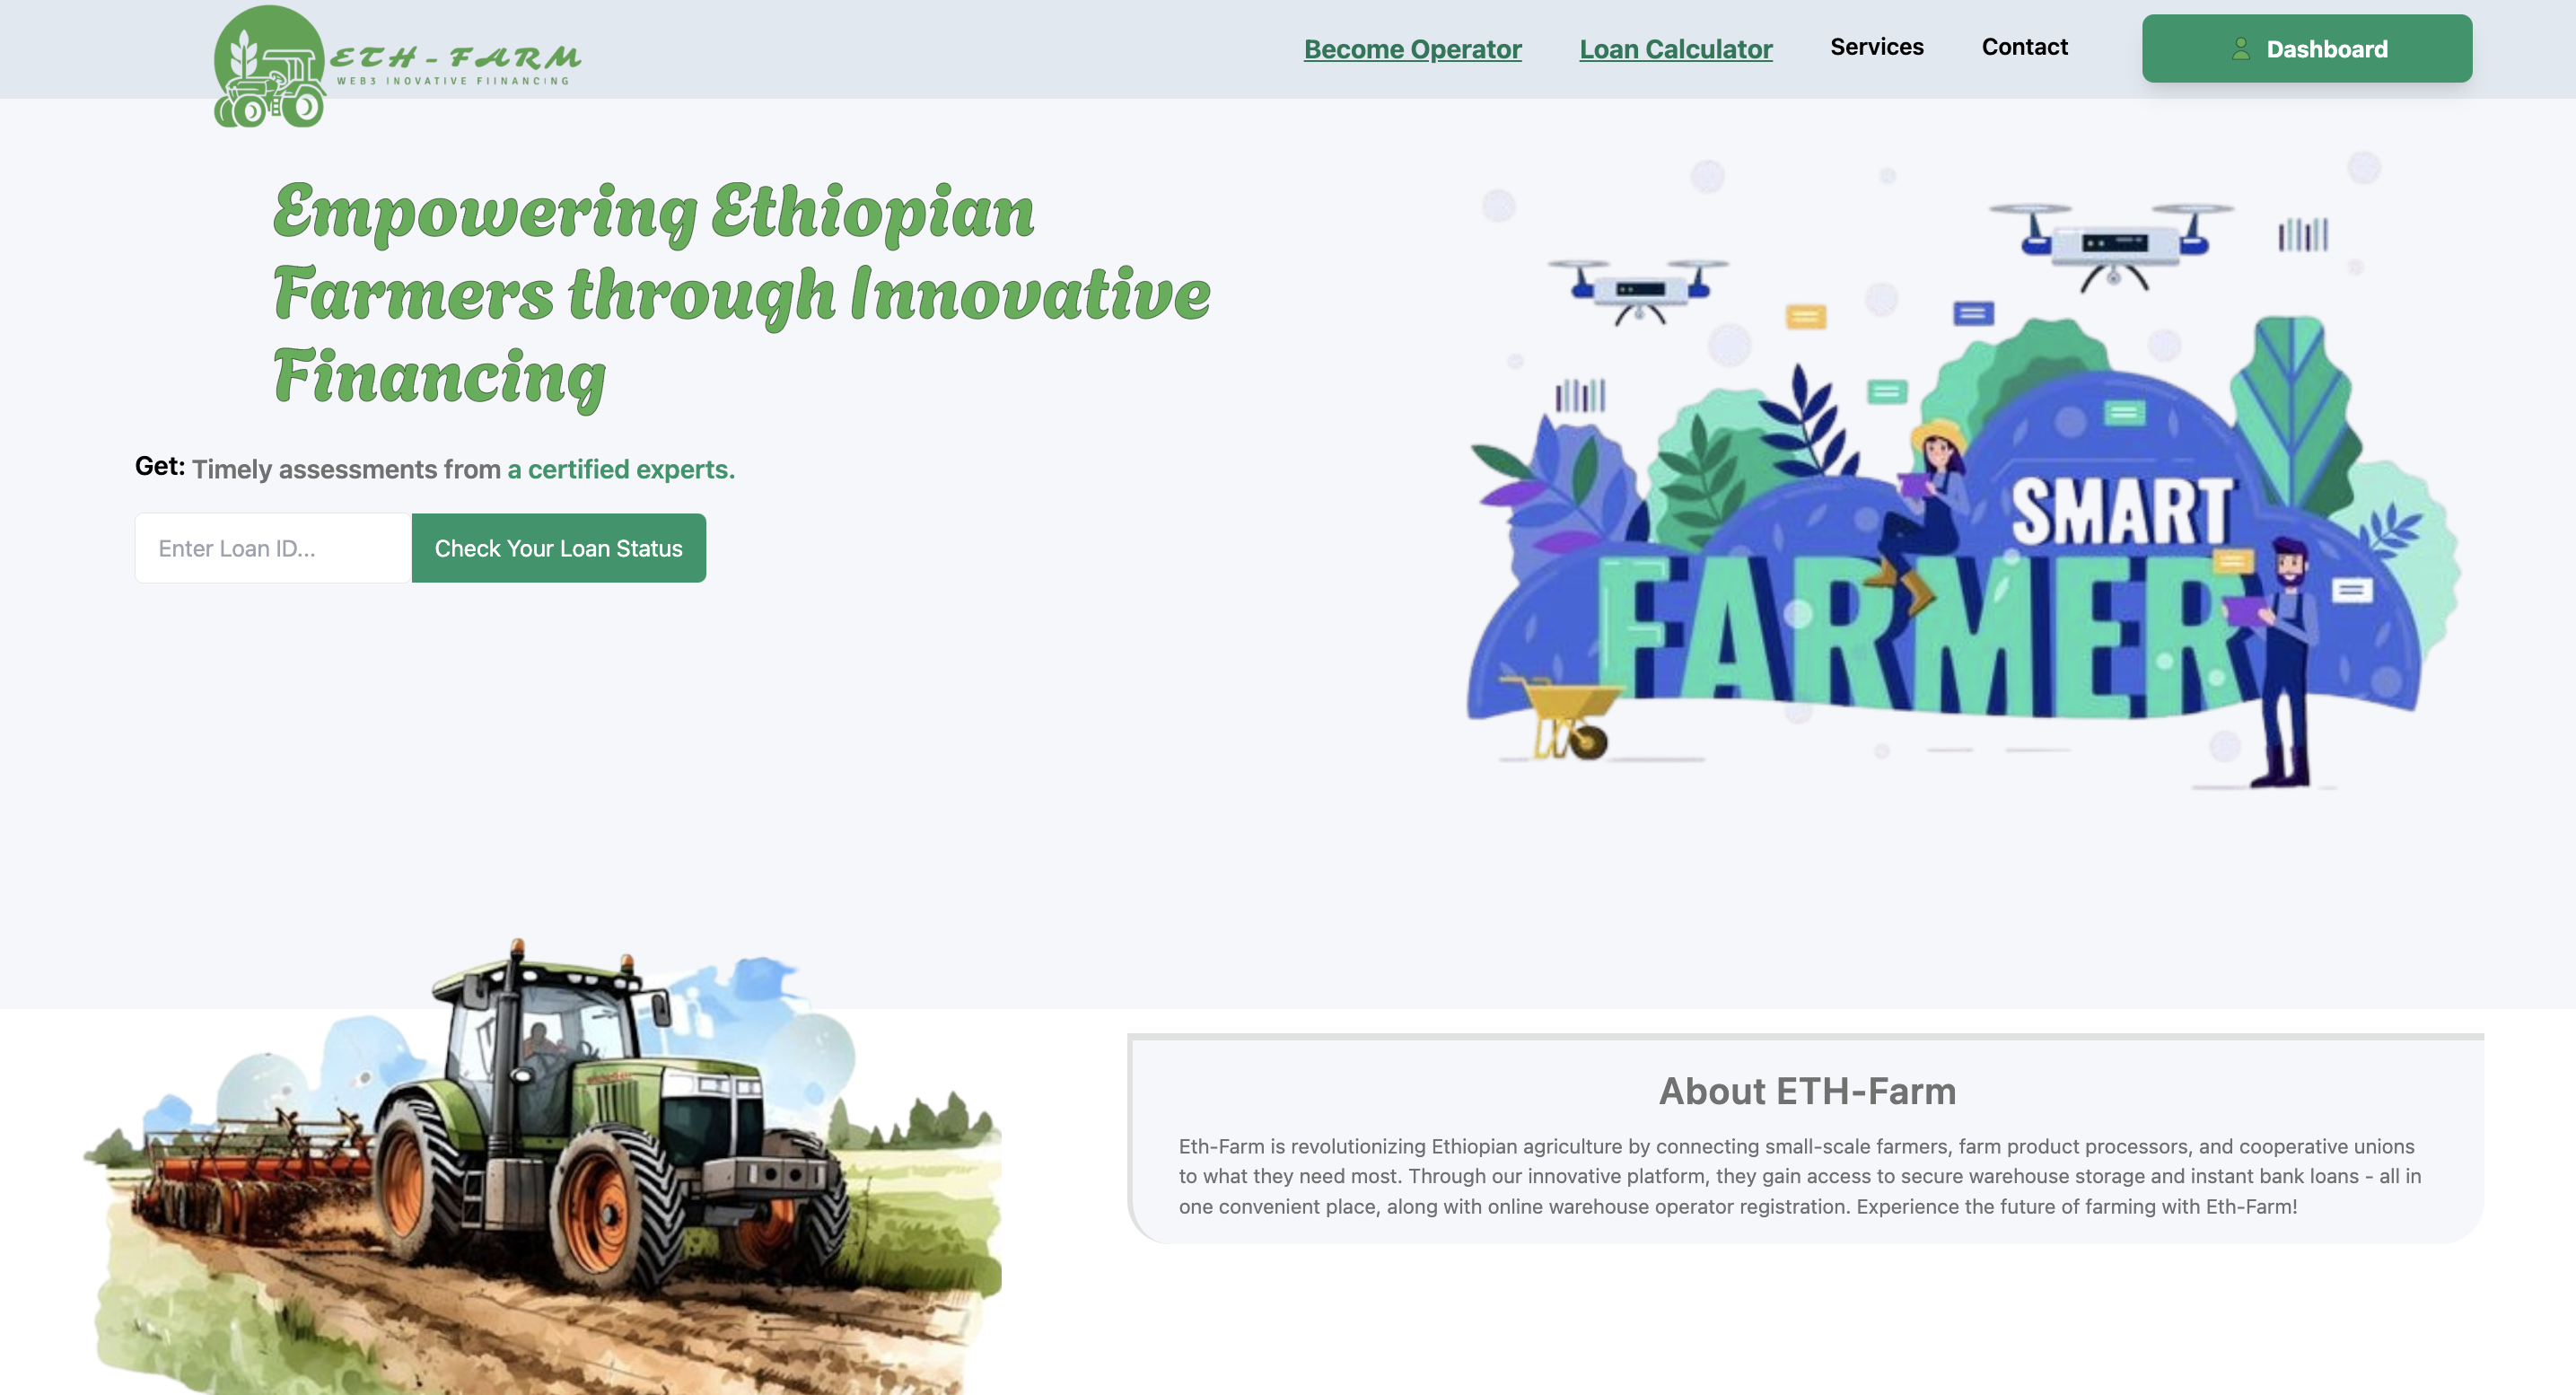 ETH-FARM
WEB3 INOVATIVE FIINANCING
Become Operator
Loan Calculator
Services
Contact
Dashboard
Empowering Ethiopian
Farmers through Innovative
Financing
Get: Timely assessments from a certified experts.
Enter Loan ID...
Check Your Loan Status
SMART
FARMER
About ETH-Farm
Eth-Farm is revolutionizing Ethiopian agriculture by connecting small-scale farmers, farm product processors, and cooperative unions
to what they need most. Through our innovative platform, they gain access to secure warehouse storage and instant bank loans - all in
one convenient place, along with online warehouse operator registration. Experience the future of farming with Eth-Farm!